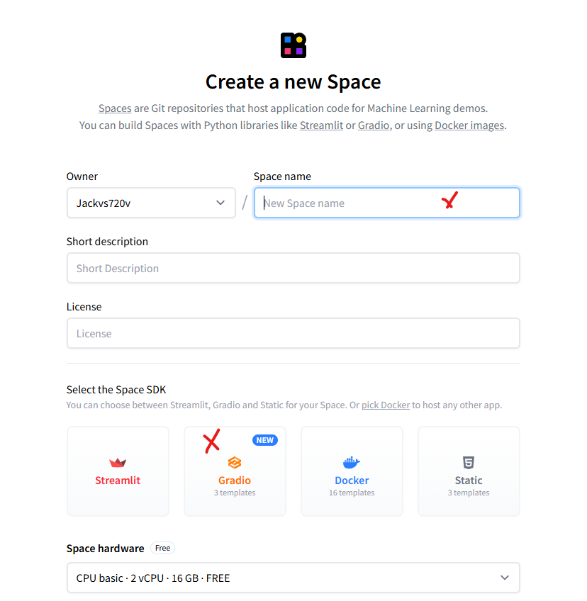 Create a new Space
Spaces are Git repositories that host application code for Machine Learning demos.
You can build Spaces with Python libraries like Streamlit or Gradio, or using Docker images.
Owner
Space name
Jackvs720v
/
New Space name
Short description
Short Description
License
License
Select the Space SDK
You can choose between Streamlit, Gradio and Static for your Space. Or pick Docker to host any other app.
Streamlit
NEW
Gradio
3 templates
Docker
16 templates
Static
3 templates
Space hardware Free
CPU basic · 2 vCPU · 16 GB · FREE